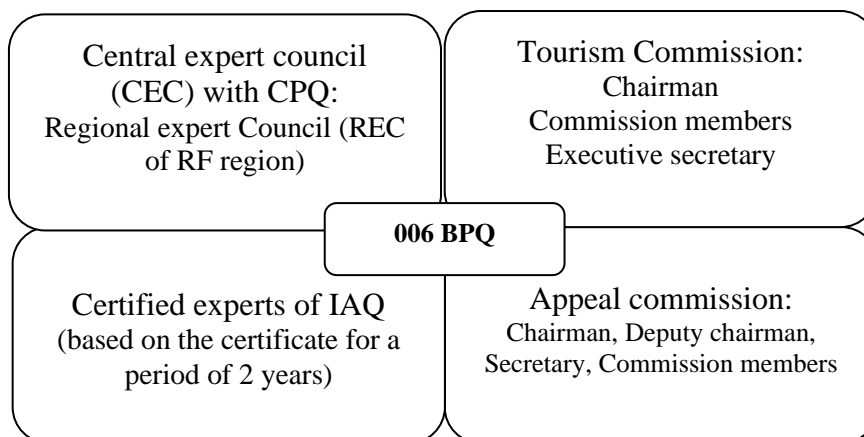 Central expert council
(CEC) with CPQ:
Regional expert Council (REC
of RF region)
Tourism Commission:
Chairman
Commission members
Executive secretary
006 BPQ
Certified experts of IAQ
(based on the certificate for a
period of 2 years)
Appeal commission:
Chairman, Deputy chairman,
Secretary, Commission members